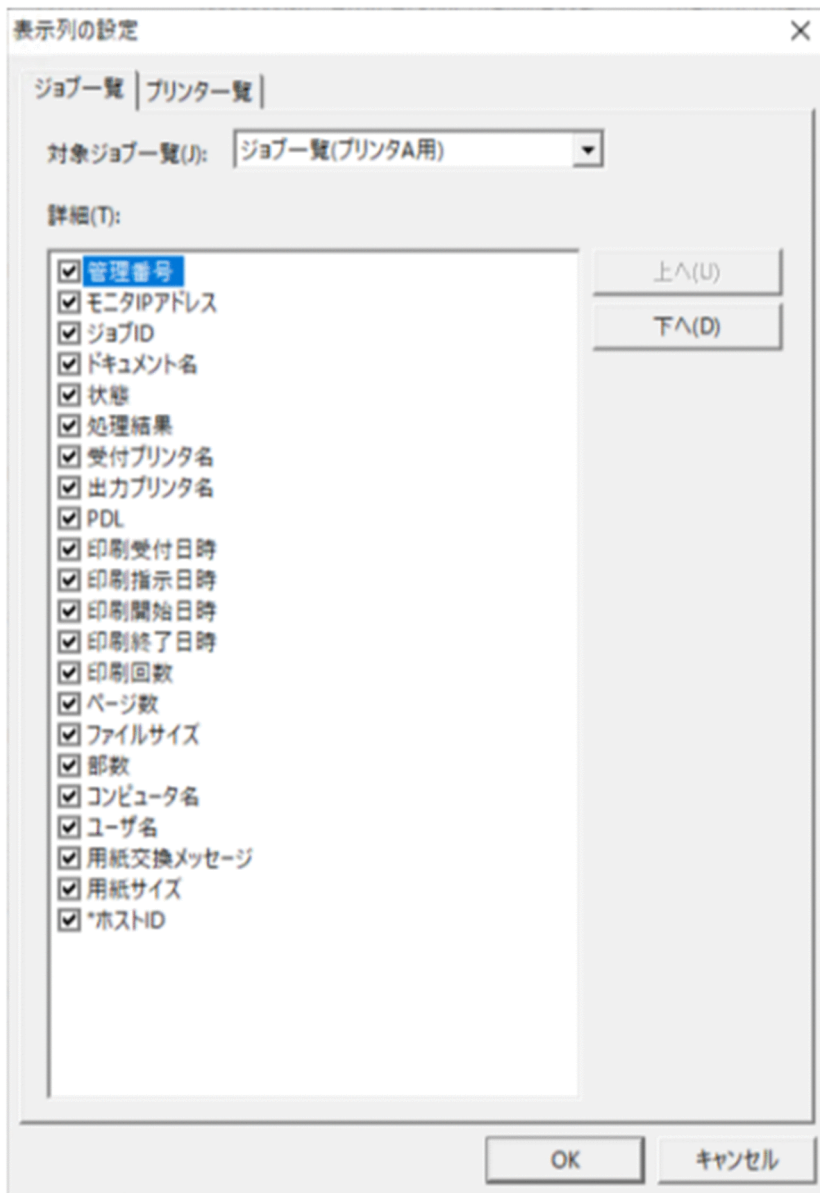 表示列の設定
ジョブ一覧 プリンター覧
対象ジョブ一覧(J): ジョブ一覧(プリンタA用)
詳細(T):
管理番号
上へ(U)
モニタIPアドレス
下へ(D)
ジョブID
ドキュメント名
状態
処理結果
受付プリンタ名
出力プリンタ名
PDL
印刷受付日時
印刷指示日時
印刷開始日時
印刷終了日時
印刷回数
ページ数
ファイルサイズ
部数
コンピュータ名
ユーザ名
用紙交換メッセージ
用紙サイズ
*ホストID
OK キャンセル